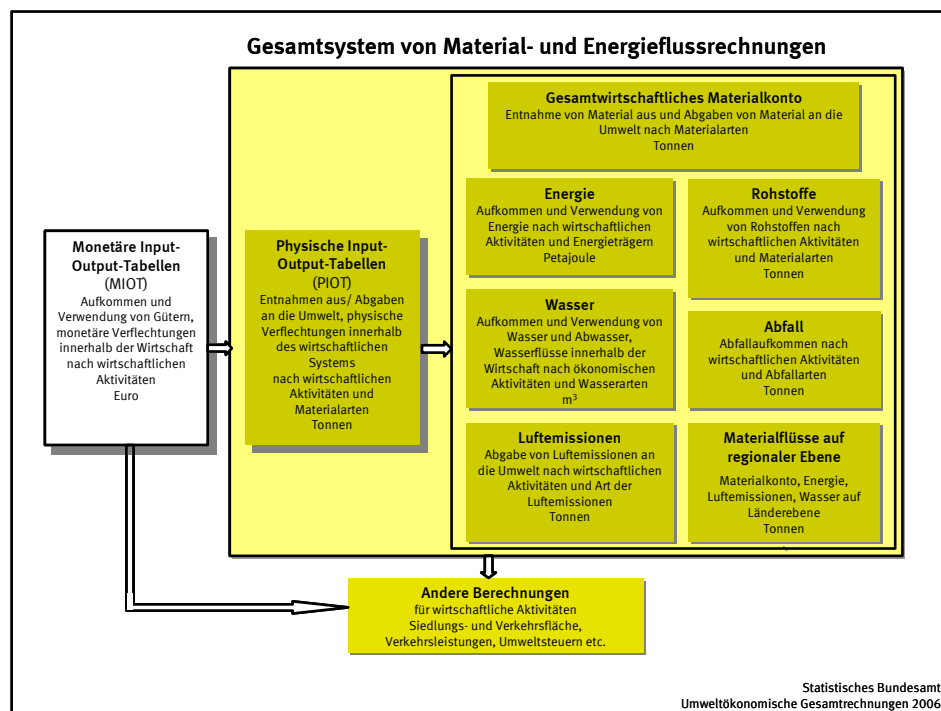 Gesamtsystem von Material- und Energieflussrechnungen
Gesamtwirtschaftliches Materialkonto
Entnahme von Material aus und Abgaben von Material an die
Umwelt nach Materialarten
Tonnen
Monetäre Input-
Output-Tabellen
(MIOT)
Aufkommen und
Verwendung von Gütern,
monetäre Verflechtungen
innerhalb der Wirtschaft
nach wirtschaftlichen
Aktivitäten
Euro
Physische Input-
Output-Tabellen
(PIOT)
Entnahmen aus/ Abgaben
an die Umwelt, physische
Verflechtungen innerhalb
des wirtschaftlichen
Systems
nach wirtschaftlichen
Aktivitäten und
Materialarten
Tonnen
Energie
Aufkommen und Verwendung von
Energie nach wirtschaftlichen
Aktivitäten und Energieträgern
Petajoule
Rohstoffe
Aufkommen und Verwendung
von Rohstoffen nach
wirtschaftlichen Aktivitäten
und Materialarten
Tonnen
Wasser
Aufkommen und Verwendung von
Wasser und Abwasser,
Wasserflüsse innerhalb der
Wirtschaft nach ökonomischen
Aktivitäten und Wasserarten
m³
Abfall
Abfallaufkommen nach
wirtschaftlichen Aktivitäten
und Abfallarten
Tonnen
Luftemissionen
Abgabe von Luftemissionen an
die Umwelt nach wirtschaftlichen
Aktivitäten und Art der
Luftemissionen
Tonnen
Materialflüsse auf
regionaler Ebene
Materialkonto, Energie,
Luftemissionen, Wasser auf
Länderebene
Tonnen
Andere Berechnungen
für wirtschaftliche Aktivitäten
Siedlungs- und Verkehrsfläche,
Verkehrsleistungen, Umweltsteuern etc.
Statistisches Bundesamt
Umweltökonomische Gesamtrechnungen 2006